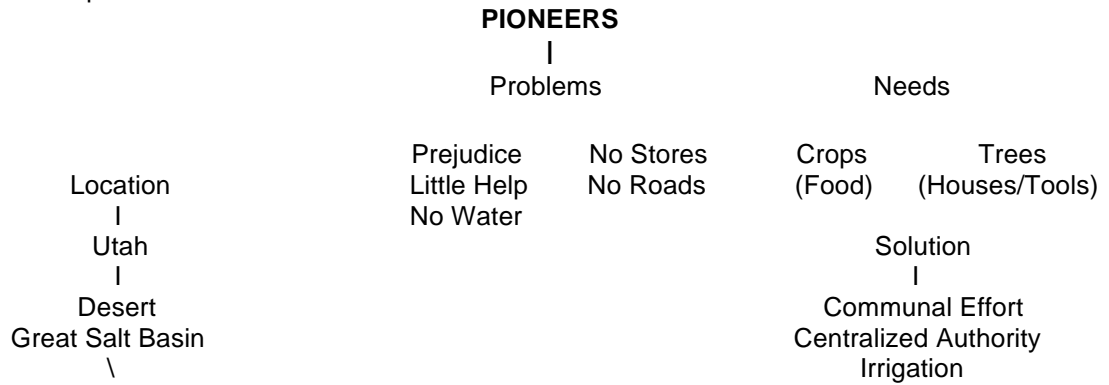 PIONEERS
|
Problems Needs
Prejudice No Stores Crops Trees
Location Little Help No Roads (Food) (Houses/Tools)
I No Water
Utah Solution
I I
Desert Communal Effort
Great Salt Basin Centralized Authority
\ Irrigation